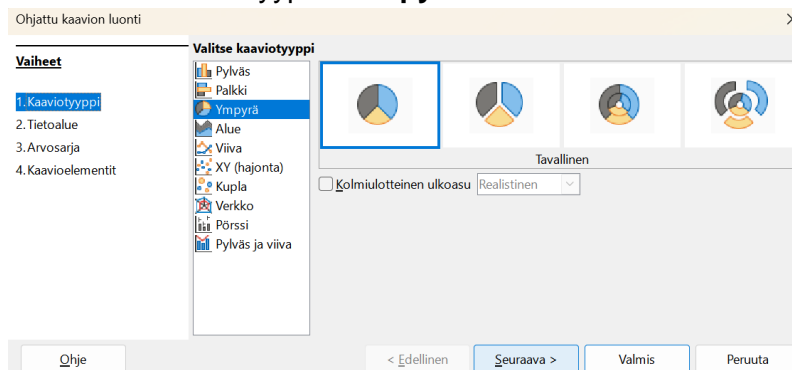 Ohjattu kaavion luonti
Vaiheet
1.Kaaviotyyppi
2.Tietoalue
3.Arvosarja
4.Kaavioelementit
Valitse kaaviotyyppi
Pylväs
Palkki
Ympyrä
Alue
Viiva
XY (hajonta)
Kupla
Verkko
Pörssi
Pylväs ja viiva
Tavallinen
Kolmiulotteinen ulkoasu Realistinen
Ohje
< Edellinen
Seuraava >
Valmis
Peruuta